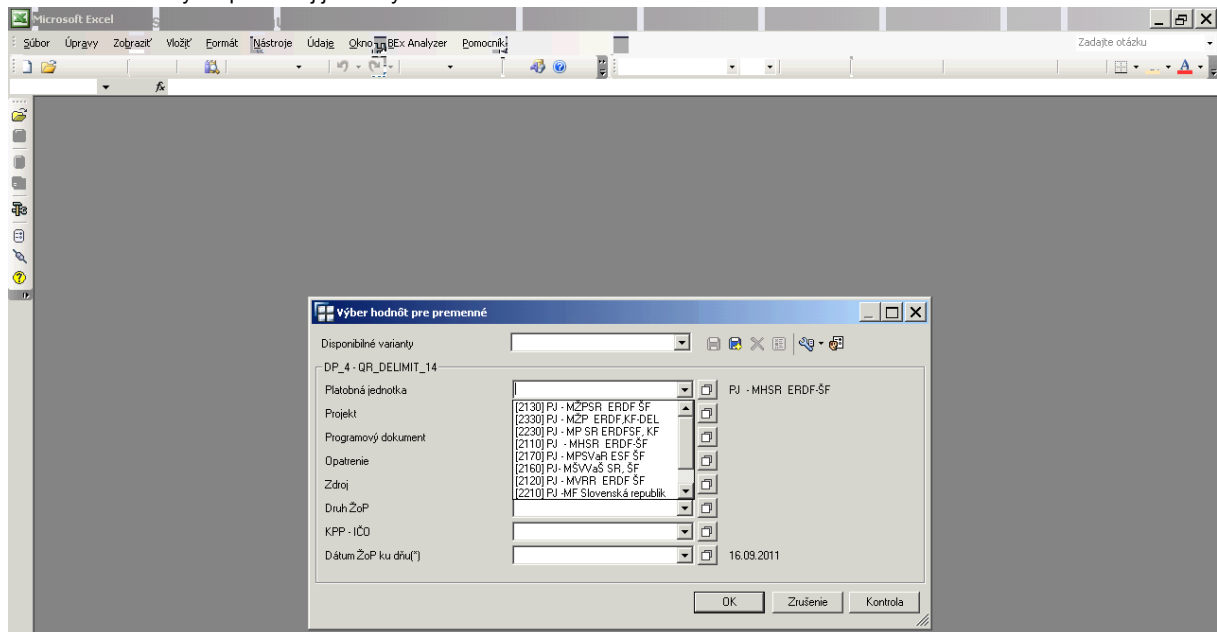 Microsoft Excel
Súbor Úpravy Zobraziť Vložiť Formát Nástroje Údaje Okno BEx Analyzer Pomocník
Zadajte otázku
fx
Výber hodnôt pre premenné
Disponibilné varianty
DP_4 - QR_DELIMIT_14
Platobná jednotka
PJ - MHSR ERDF-ŠF
[2130] PJ - MŽPSR ERDF ŠF
[2330] PJ - MŽP ERDF,KF-DEL
[2230] PJ - MP SR ERDFSF, KF
[2110] PJ - MHSR ERDF-ŠF
[2170] PJ - MPSVaR ESF ŠF
[2160] PJ- MŠVVaŠ SR, ŠF
[2120] PJ - MVRR ERDF ŠF
[2210] PJ -MF Slovenská republik
Projekt
Programový dokument
Opatrenie
Zdroj
Druh ŽoP
KPP - IČO
Dátum ŽoP ku dňu(*)
16.09.2011
OK Zrušenie Kontrola